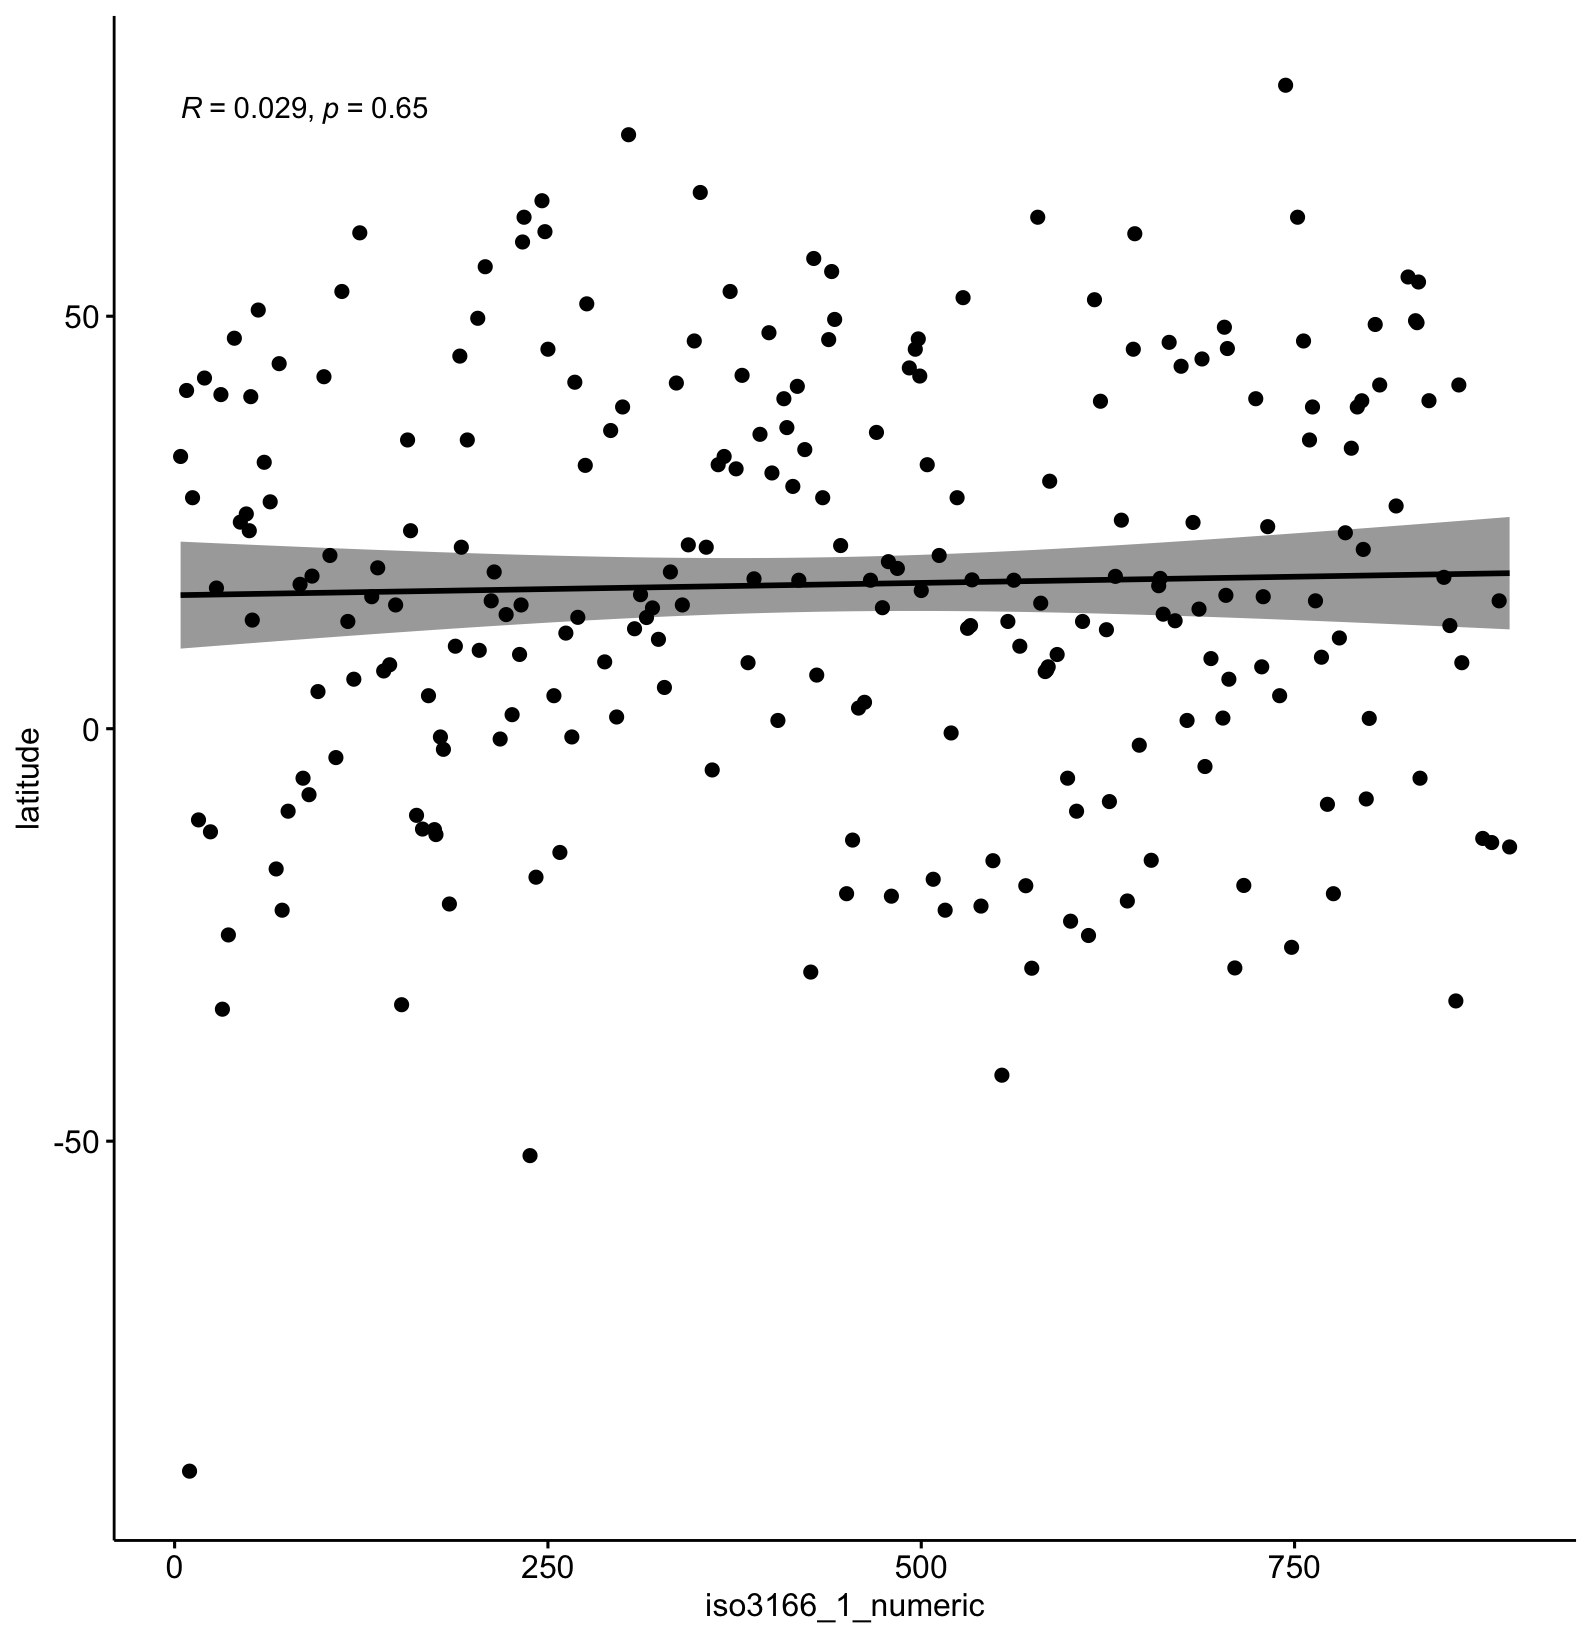 R = 0.029, p = 0.65
50
0
-50
latitude
0 250 500 750
iso3166_1_numeric